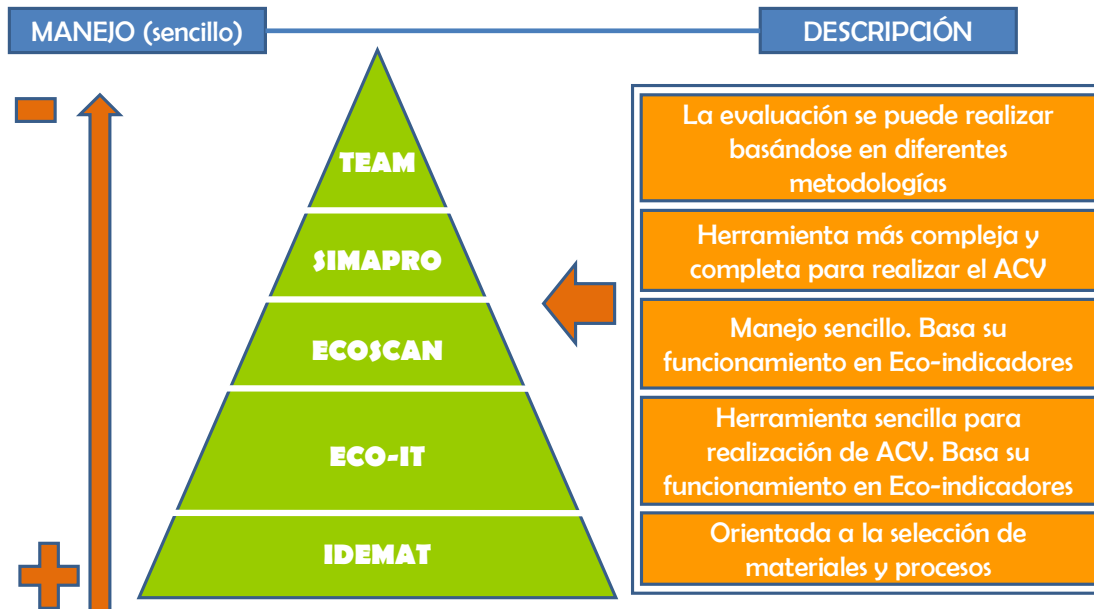 MANEJO (sencillo)
DESCRIPCIÓN
TEAM
La evaluación se puede realizar
basándose en diferentes
metodologías
SIMAPRO
Herramienta más compleja y
completa para realizar el ACV
ECOSCAN
Manejo sencillo. Basa su
funcionamiento en Eco-indicadores
ECO-IT
Herramienta sencilla para
realización de ACV. Basa su
funcionamiento en Eco-indicadores
IDEMAT
Orientada a la selección de
materiales y procesos